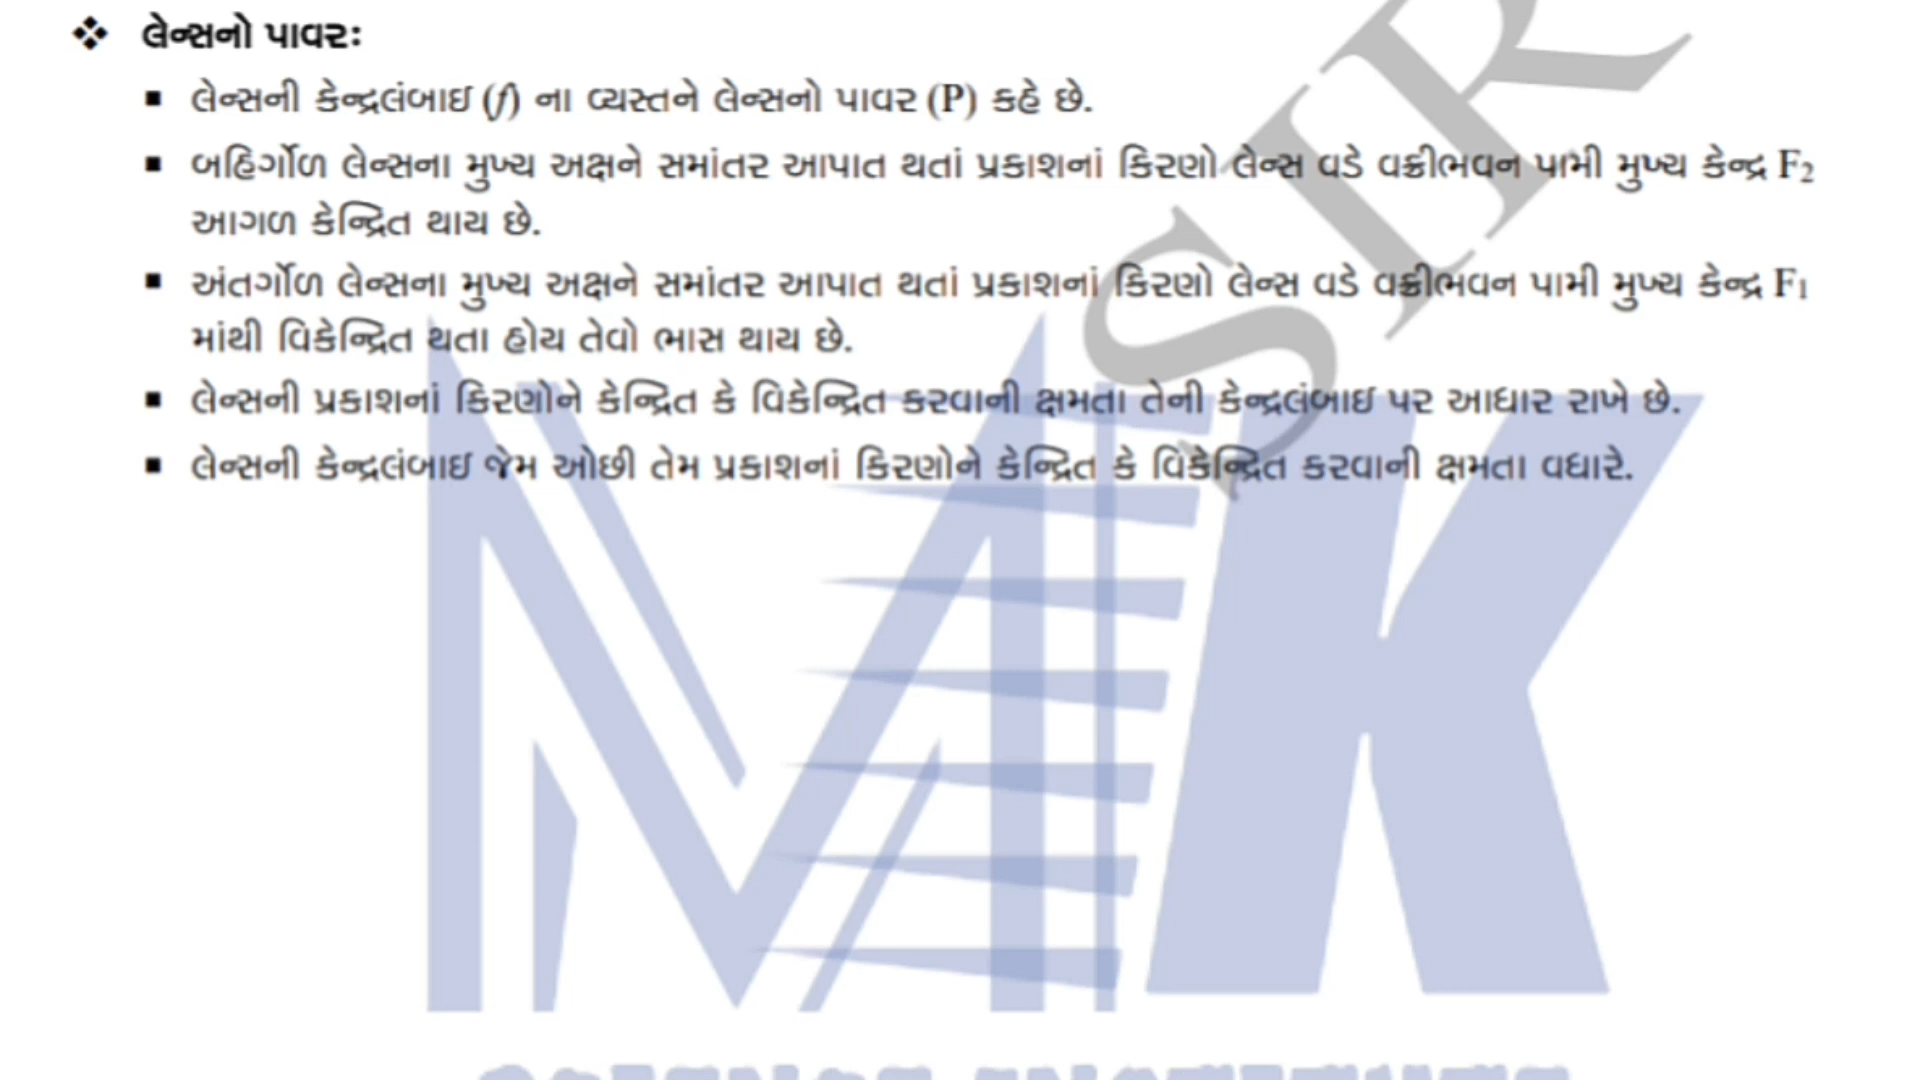 ❖ લેન્સનો પાવરઃ
▪ લેન્સની કેન્દ્રલંબાઈ (f) ના વ્યસ્તને લેન્સનો પાવર (P) કહે છે.
▪ બહિર્ગોળ લેન્સના મુખ્ય અક્ષને સમાંતર આપાત થતાં પ્રકાશનાં કિરણો લેન્સ વડે વક્રીભવન પામી મુખ્ય કેન્દ્ર F₂
આગળ કેન્દ્રિત થાય છે.
▪ અંતર્ગોળ લેન્સના મુખ્ય અક્ષને સમાંતર આપાત થતાં પ્રકાશનાં કિરણો લેન્સ વડે વક્રીભવન પામી મુખ્ય કેન્દ્ર F₁
માંથી વિકેન્દ્રિત થતા હોય તેવો ભાસ થાય છે.
▪ લેન્સની પ્રકાશનાં કિરણોને કેન્દ્રિત કે વિકેન્દ્રિત કરવાની ક્ષમતા તેની કેન્દ્રલંબાઈ પર આધાર રાખે છે.
▪ લેન્સની કેન્દ્રલંબાઈ જેમ ઓછી તેમ પ્રકાશનાં કિરણોને કેન્દ્રિત કે વિકેન્દ્રિત કરવાની ક્ષમતા વધારે.
SIR
MK